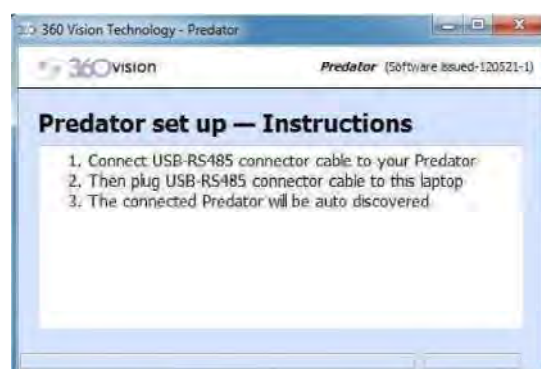 360 Vision Technology - Predator
360 vision
Predator (Software issued-120521-1)
Predator set up — Instructions
1. Connect USB-RS485 connector cable to your Predator
2. Then plug USB-RS485 connector cable to this laptop
3. The connected Predator will be auto discovered